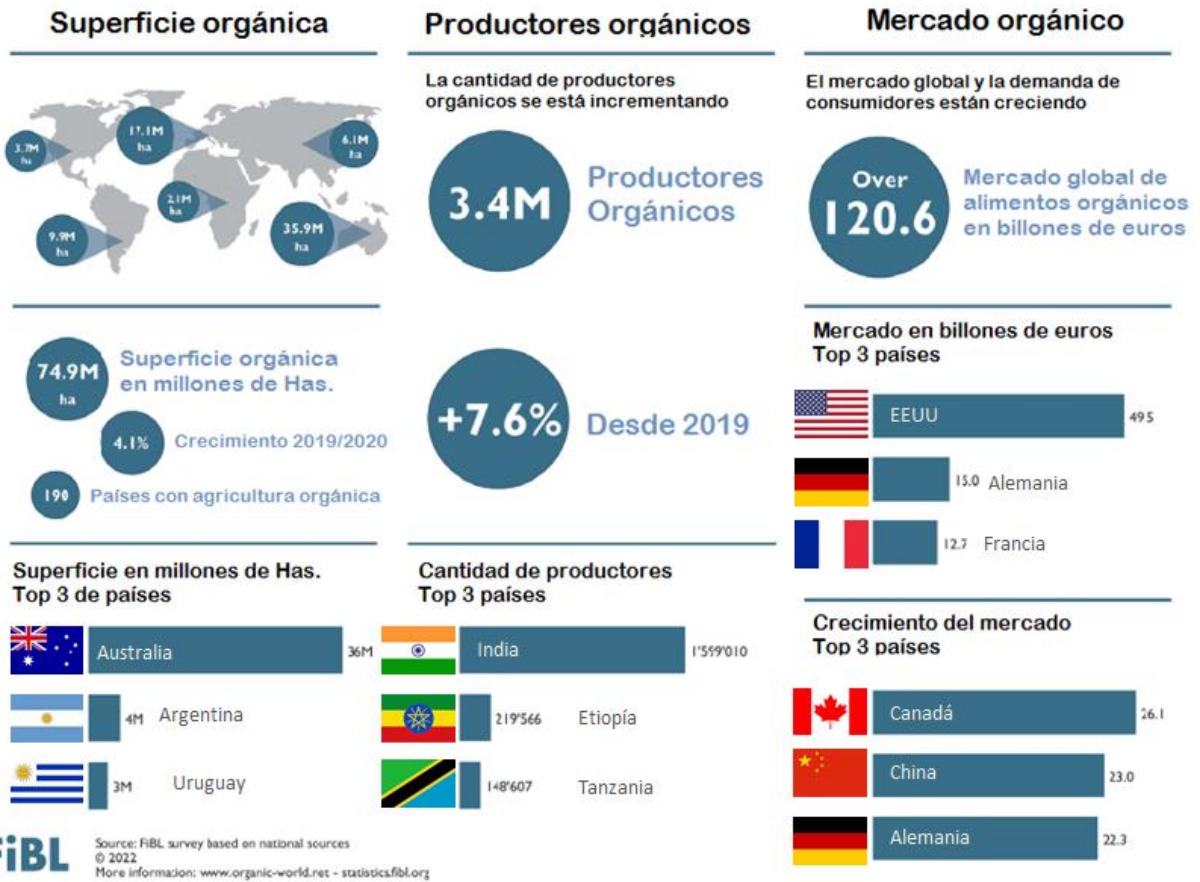 Superficie orgánica
3.7M
ha
17.1M
ha
6.1M
ha
2.1M
ha
9.9M
ha
35.9M
ha
74.9M
ha
Superficie orgánica
en millones de Has.
4.1%
Crecimiento 2019/2020
190
Países con agricultura orgánica
Superficie en millones de Has.
Top 3 de países
Australia
36M
4M
Argentina
3M
Uruguay
Productores orgánicos
La cantidad de productores
orgánicos se está incrementando
3.4M
Productores
Orgánicos
+7.6%
Desde 2019
Cantidad de productores
Top 3 países
India
1'599'010
219'566
Etiopía
148'607
Tanzania
Mercado orgánico
El mercado global y la demanda de
consumidores están creciendo
Over
120.6
Mercado global de
alimentos orgánicos
en billones de euros
Mercado en billones de euros
Top 3 países
EEUU
49.5
15.0
Alemania
12.7
Francia
Crecimiento del mercado
Top 3 países
Canadá
26.1
China
23.0
Alemania
22.3
FiBL
Source: FiBL survey based on national sources
© 2022
More information: www.organic-world.net - statistics.fibl.org